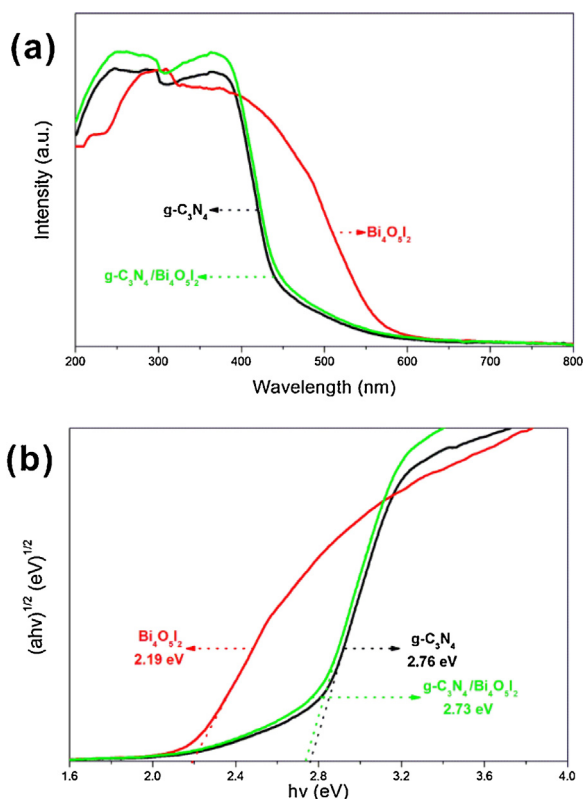 (a)
Intensity (a.u.)
g-C₃N₄
Bi₄O₅I₂
g-C₃N₄/Bi₄O₅I₂
200 300 400 500 600 700 800
Wavelength (nm)
(b)
(ahv)¹/² (eV)¹/²
Bi₄O₅I₂
2.19 eV
g-C₃N₄
2.76 eV
g-C₃N₄/Bi₄O₅I₂
2.73 eV
1.6 2.0 2.4 2.8 3.2 3.6 4.0
hv (eV)